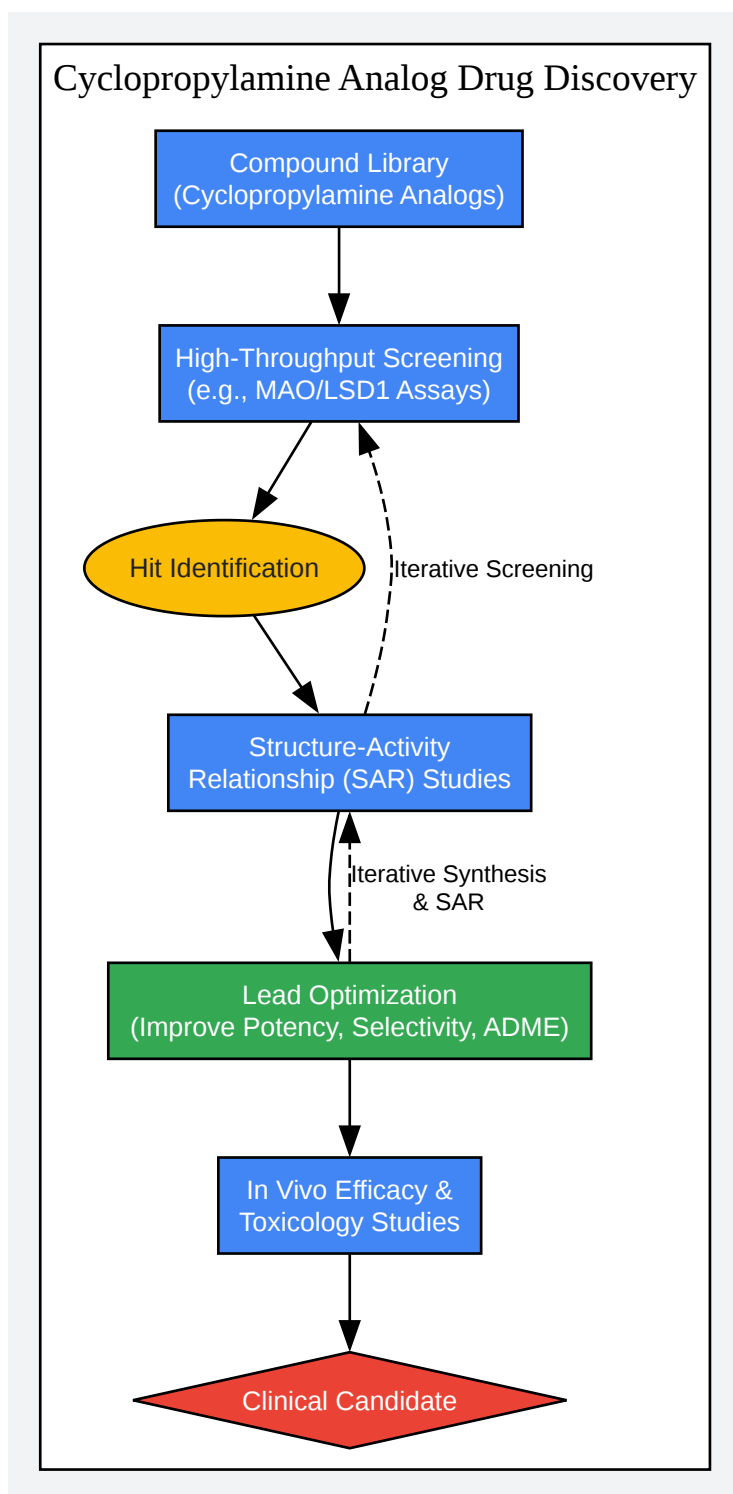 Cyclopropylamine Analog Drug Discovery
Compound Library
(Cyclopropylamine Analogs)
High-Throughput Screening
(e.g., MAO/LSD1 Assays)
Hit Identification
Iterative Screening
Structure-Activity
Relationship (SAR) Studies
Iterative Synthesis
& SAR
Lead Optimization
(Improve Potency, Selectivity, ADME)
In Vivo Efficacy &
Toxicology Studies
Clinical Candidate